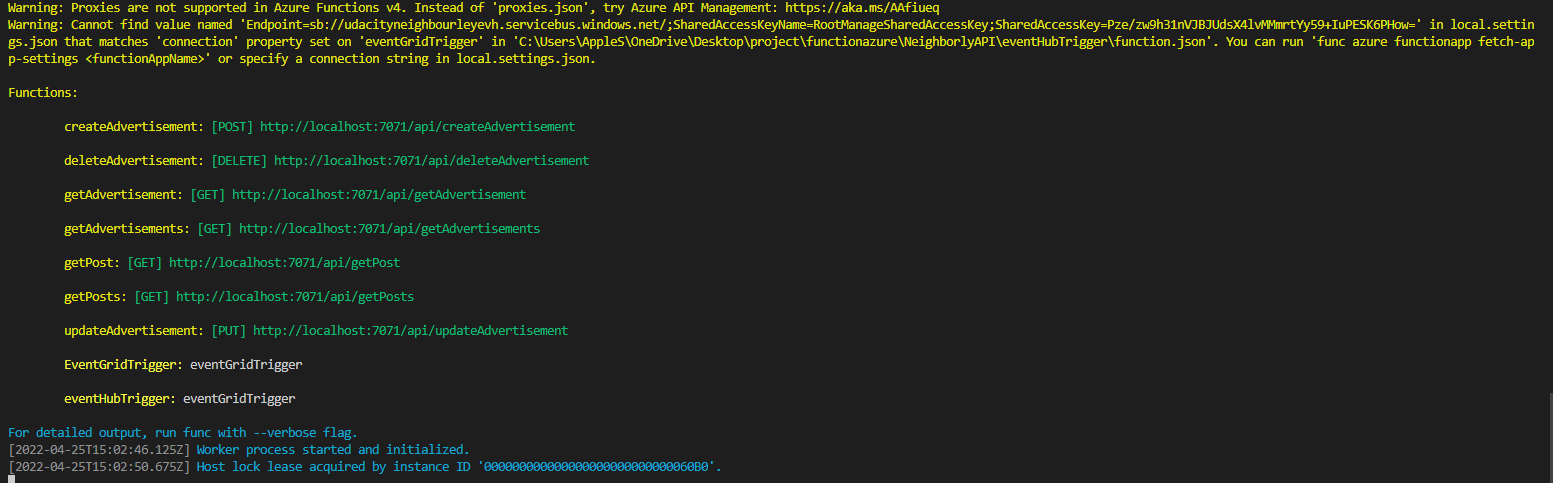 Warning: Proxies are not supported in Azure Functions v4. Instead of 'proxies.json', try Azure API Management: https://aka.ms/AAfiueq
Warning: Cannot find value named 'Endpoint=sb://udacityneighbourleyevh.servicebus.windows.net/;SharedAccessKeyName=RootManageSharedAccessKey;SharedAccessKey=Pze/zw9h31nVJBJUdsX4lvMMmrtYy59+IuPESK6PHow=' in local.settin
gs.json that matches 'connection' property set on 'eventGridTrigger' in 'C:\Users\AppleS\OneDrive\Desktop\project\functionazure\NeighborlyAPI\eventHubTrigger\function.json'. You can run 'func azure functionapp fetch-ap
p-settings <functionAppName>' or specify a connection string in local.settings.json.
Functions:
createAdvertisement: [POST] http://localhost:7071/api/createAdvertisement
deleteAdvertisement: [DELETE] http://localhost:7071/api/deleteAdvertisement
getAdvertisement: [GET] http://localhost:7071/api/getAdvertisement
getAdvertisements: [GET] http://localhost:7071/api/getAdvertisements
getPost: [GET] http://localhost:7071/api/getPost
getPosts: [GET] http://localhost:7071/api/getPosts
updateAdvertisement: [PUT] http://localhost:7071/api/updateAdvertisement
EventGridTrigger: eventGridTrigger
eventHubTrigger: eventGridTrigger
For detailed output, run func with --verbose flag.
[2022-04-25T15:02:46.125Z] Worker process started and initialized.
[2022-04-25T15:02:50.675Z] Host lock lease acquired by instance ID '000000000000000000000000000060B0'.